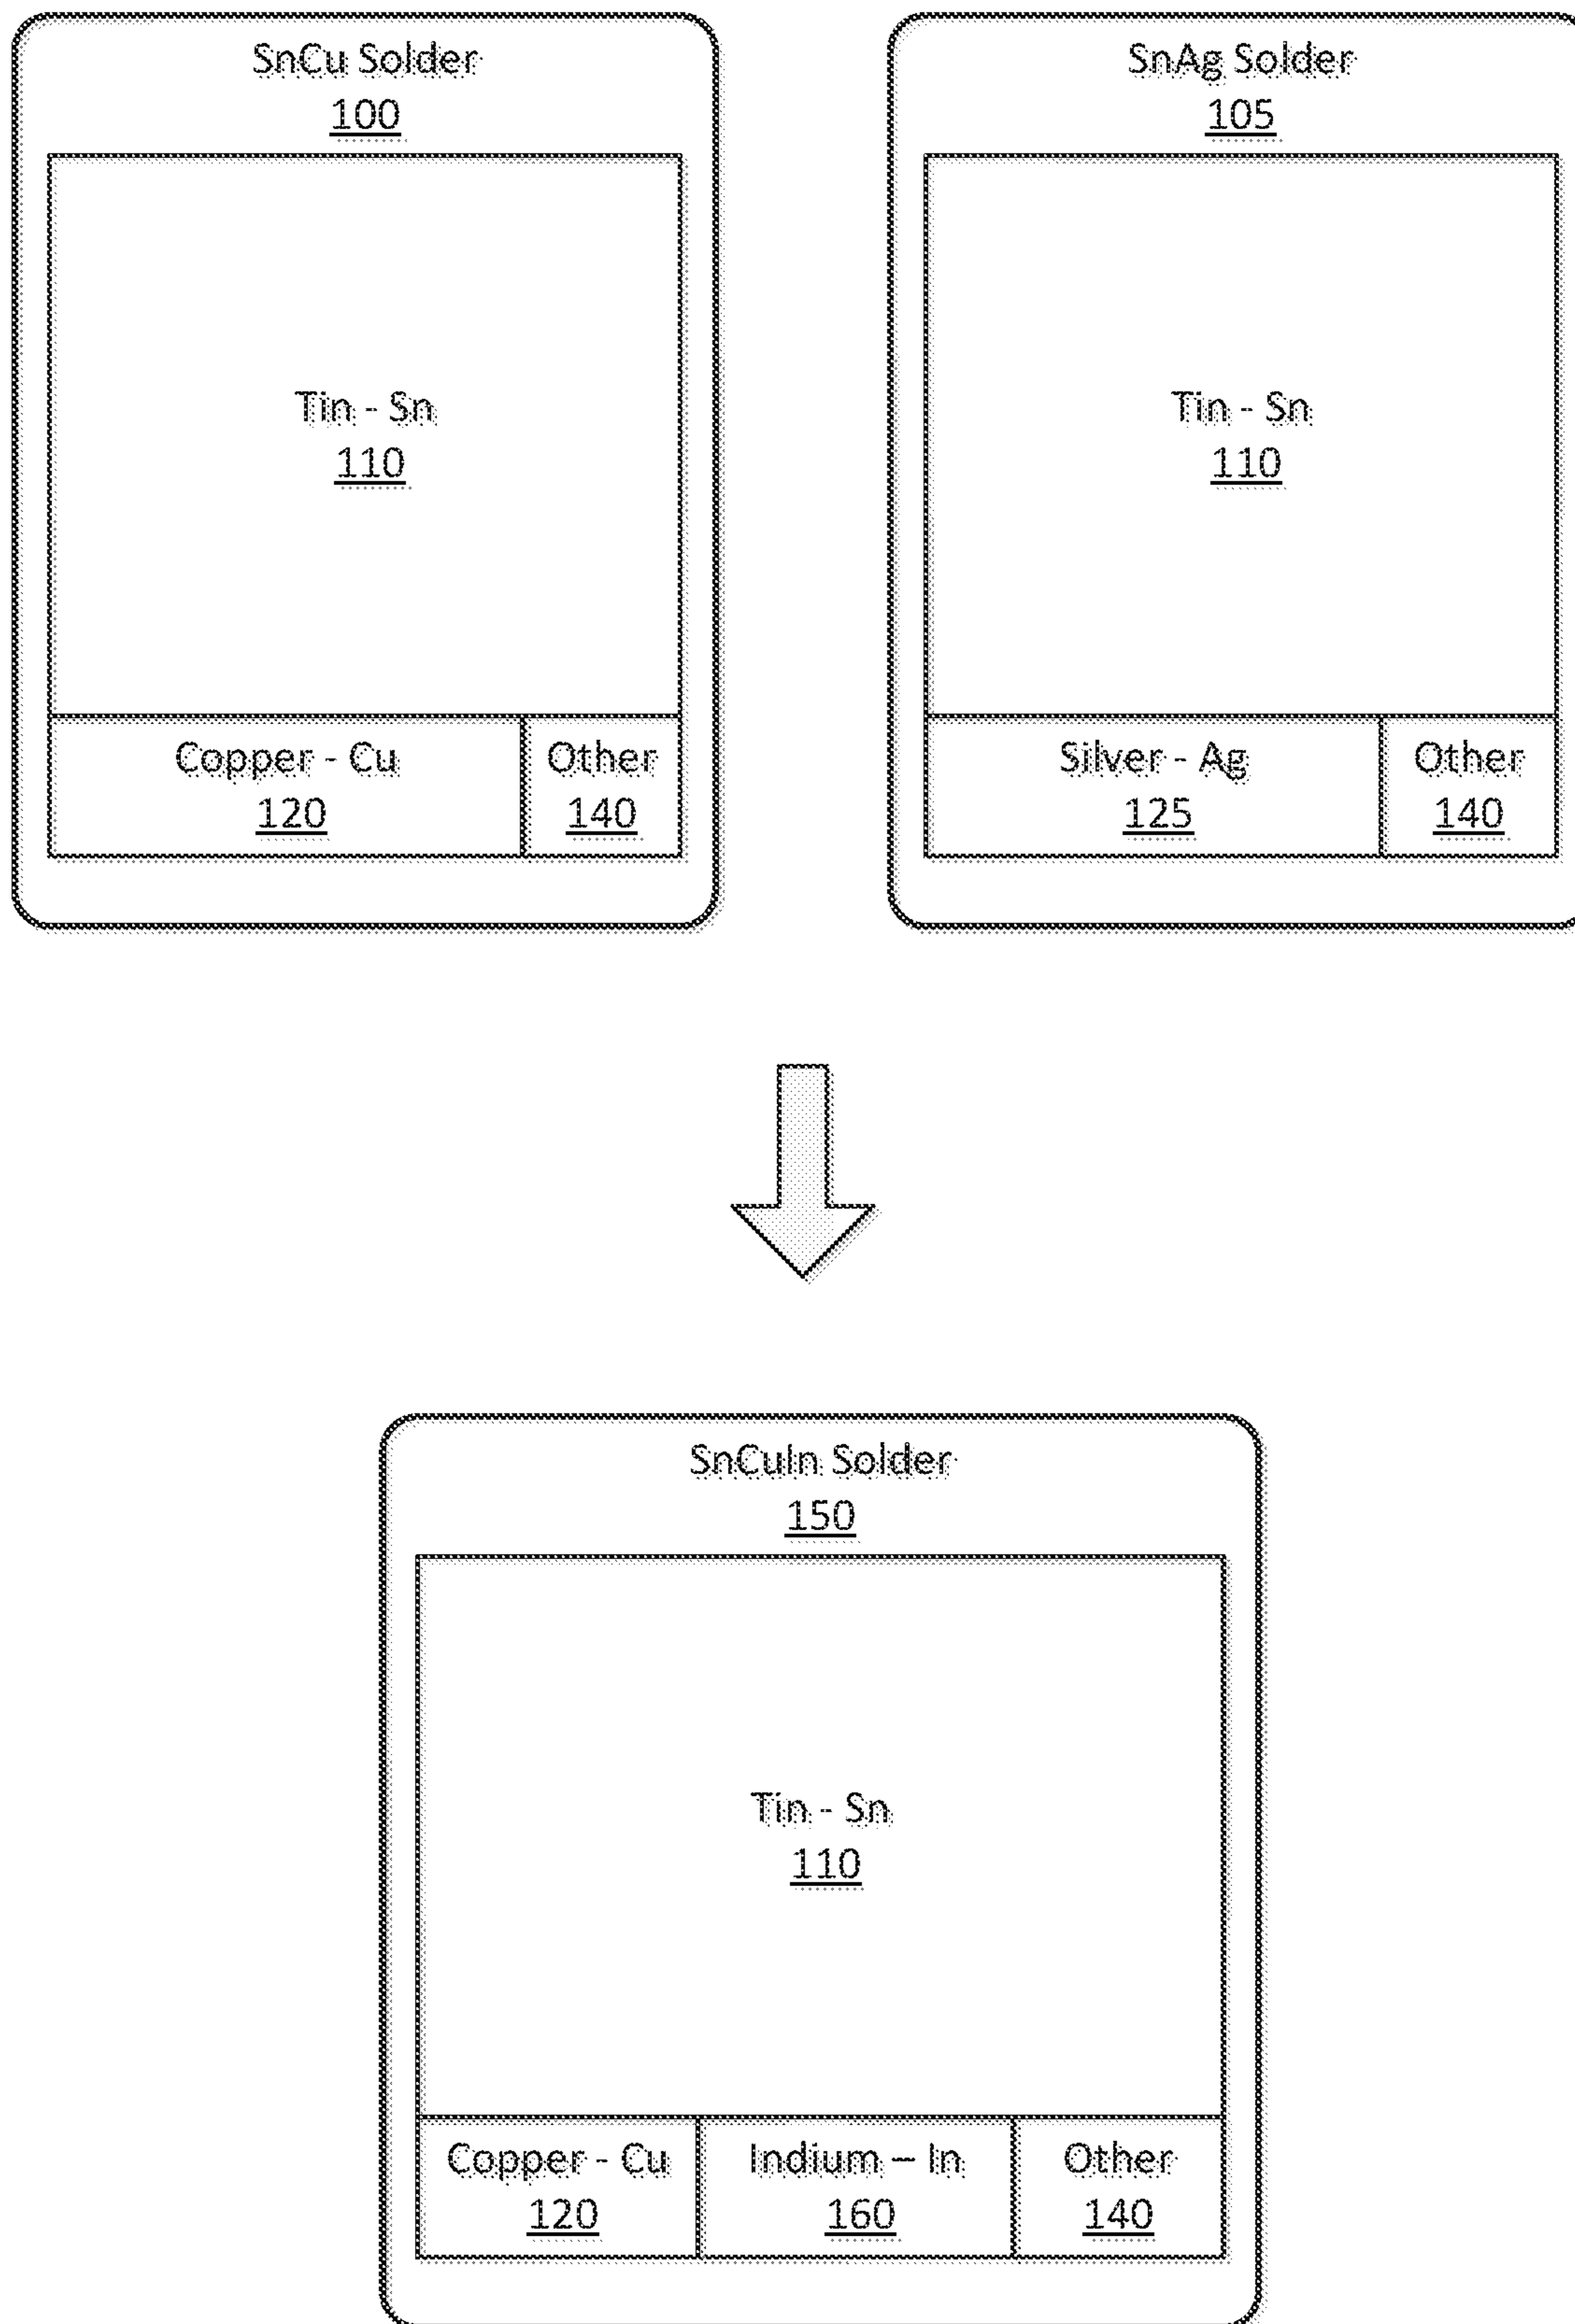 SnCu Solder
100
Tin - Sn
110
Copper - Cu
120
Other
140
SnAg Solder
105
Tin - Sn
110
Silver - Ag
125
Other
140
SnCuIn Solder
150
Tin - Sn
110
Copper - Cu
120
Indium – In
160
Other
140